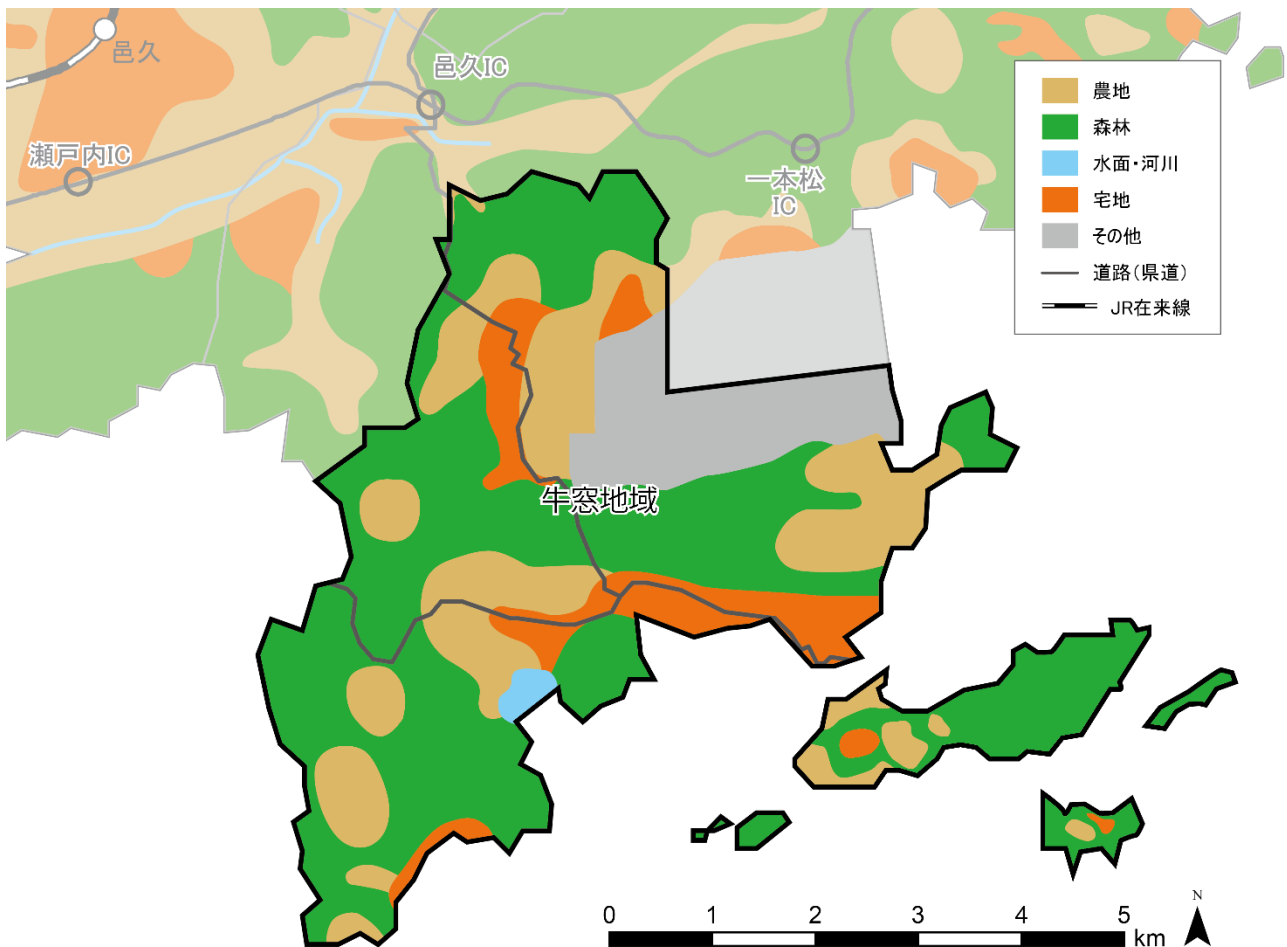 邑久
邑久IC
瀬戸内IC
一本松
IC
農地
森林
水面・河川
宅地
その他
道路(県道)
JR在来線
牛窓地域
0 1 2 3 4 5
km
N